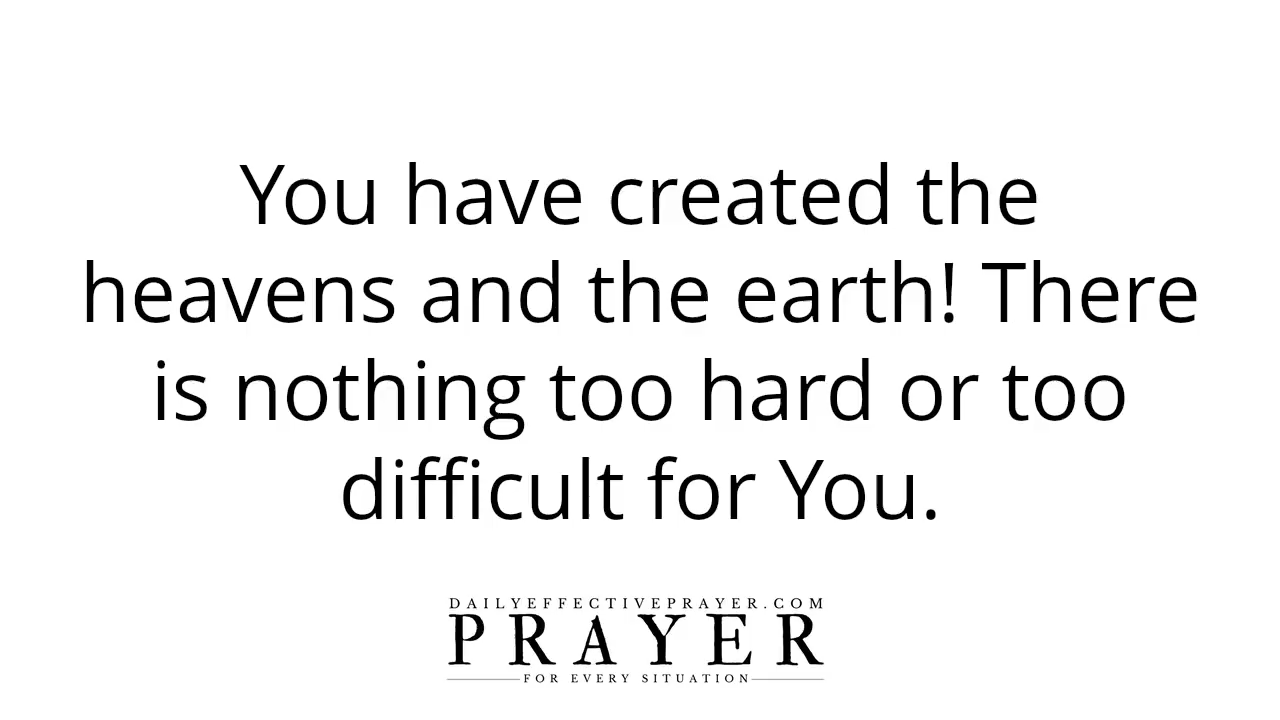 You have created the
heavens and the earth! There
is nothing too hard or too
difficult for You.
DAILYEFFECTIVEPRAYER.COM
PRAYER
FOR EVERY SITUATION